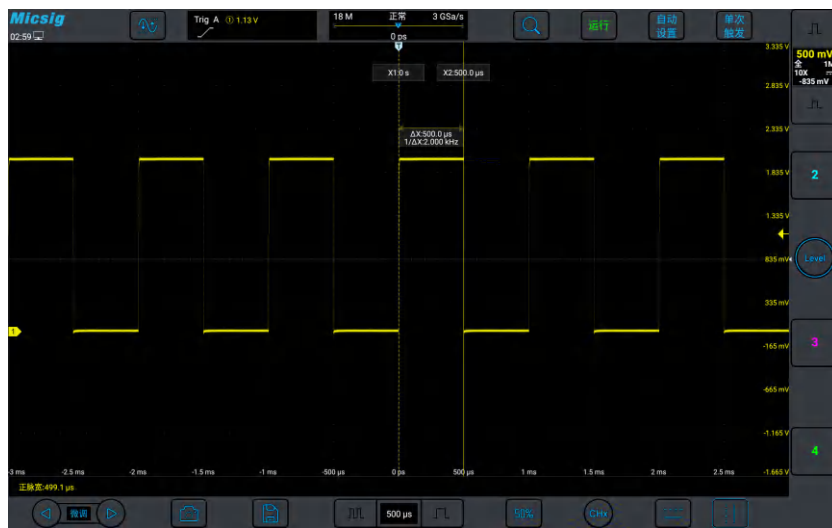 Micsig
02:59
Trig A ① 1.13 V
18 M 正常 3 GSa/s
0 ps
运行
自动
设置
单次
触发
T
X1:0 s
X2:500.0 μs
ΔX:500.0 μs
1/ΔX:2.000 kHz
3.335 V
2.835 V
2.335 V
1.835 V
1.335 V
835 mV
335 mV
-165 mV
-665 mV
-1.165 V
-1.665 V
500 mV
全 1M
10X
-835 mV
2
Level
3
4
1
-3 ms
-2.5 ms
-2 ms
-1.5 ms
-1 ms
-500 μs
0 ps
500 μs
1 ms
1.5 ms
2 ms
2.5 ms
正脉宽:499.1 μs
微调
500 μs
50%
CHx